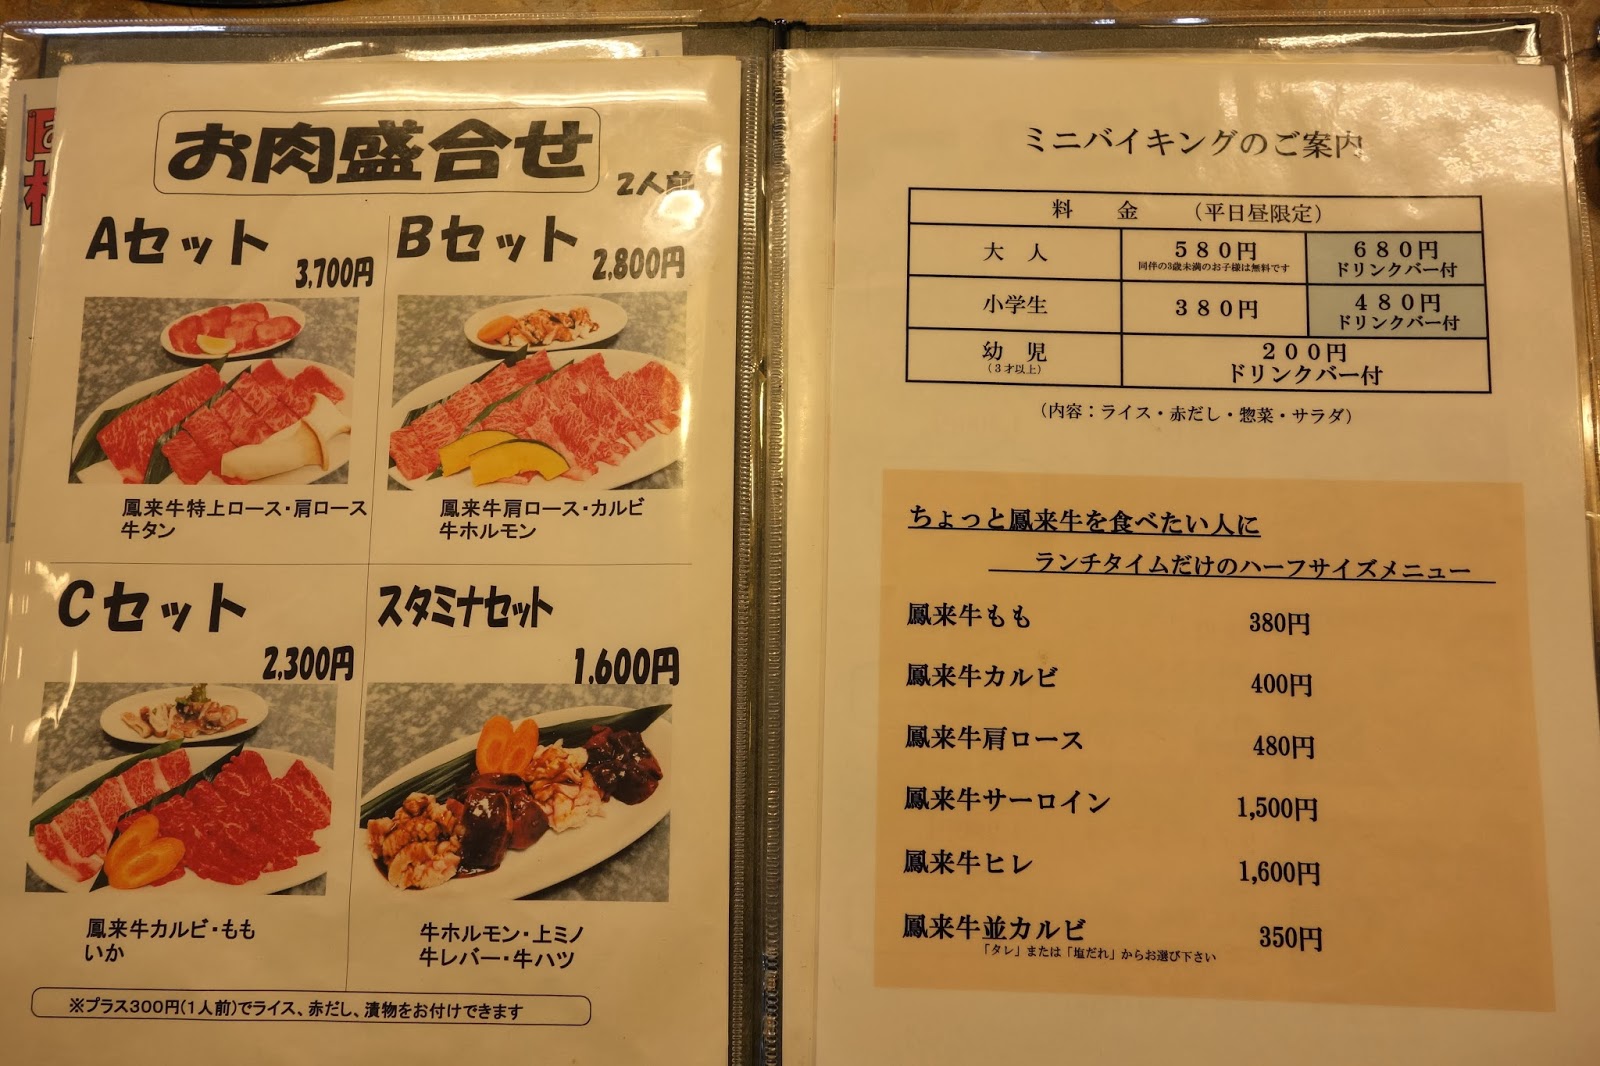 お肉盛合せ
2人前
Aセット
3,700円
鳳来牛特上ロース・肩ロース
牛タン
Bセット
2,800円
鳳来牛肩ロース・カルビ
牛ホルモン
Cセット
2,300円
鳳来牛カルビ・もも
いか
スタミナセット
1,600円
牛ホルモン・上ミノ
牛レバー・牛ハツ
※プラス300円(1人前)でライス、赤だし、漬物をお付けできます
ミニバイキングのご案内
料 金 (平日昼限定)
大 人 580円 680円
同伴の3歳未満のお子様は無料です ドリンクバー付
小学生 380円 480円
ドリンクバー付
幼 児 200円
(3才以上) ドリンクバー付
(内容：ライス・赤だし・惣菜・サラダ)
ちょっと鳳来牛を食べたい人に
ランチタイムだけのハーフサイズメニュー
鳳来牛もも 380円
鳳来牛カルビ 400円
鳳来牛肩ロース 480円
鳳来牛サーロイン 1,500円
鳳来牛ヒレ 1,600円
鳳来牛並カルビ 350円
「タレ」または「塩だれ」からお選び下さい